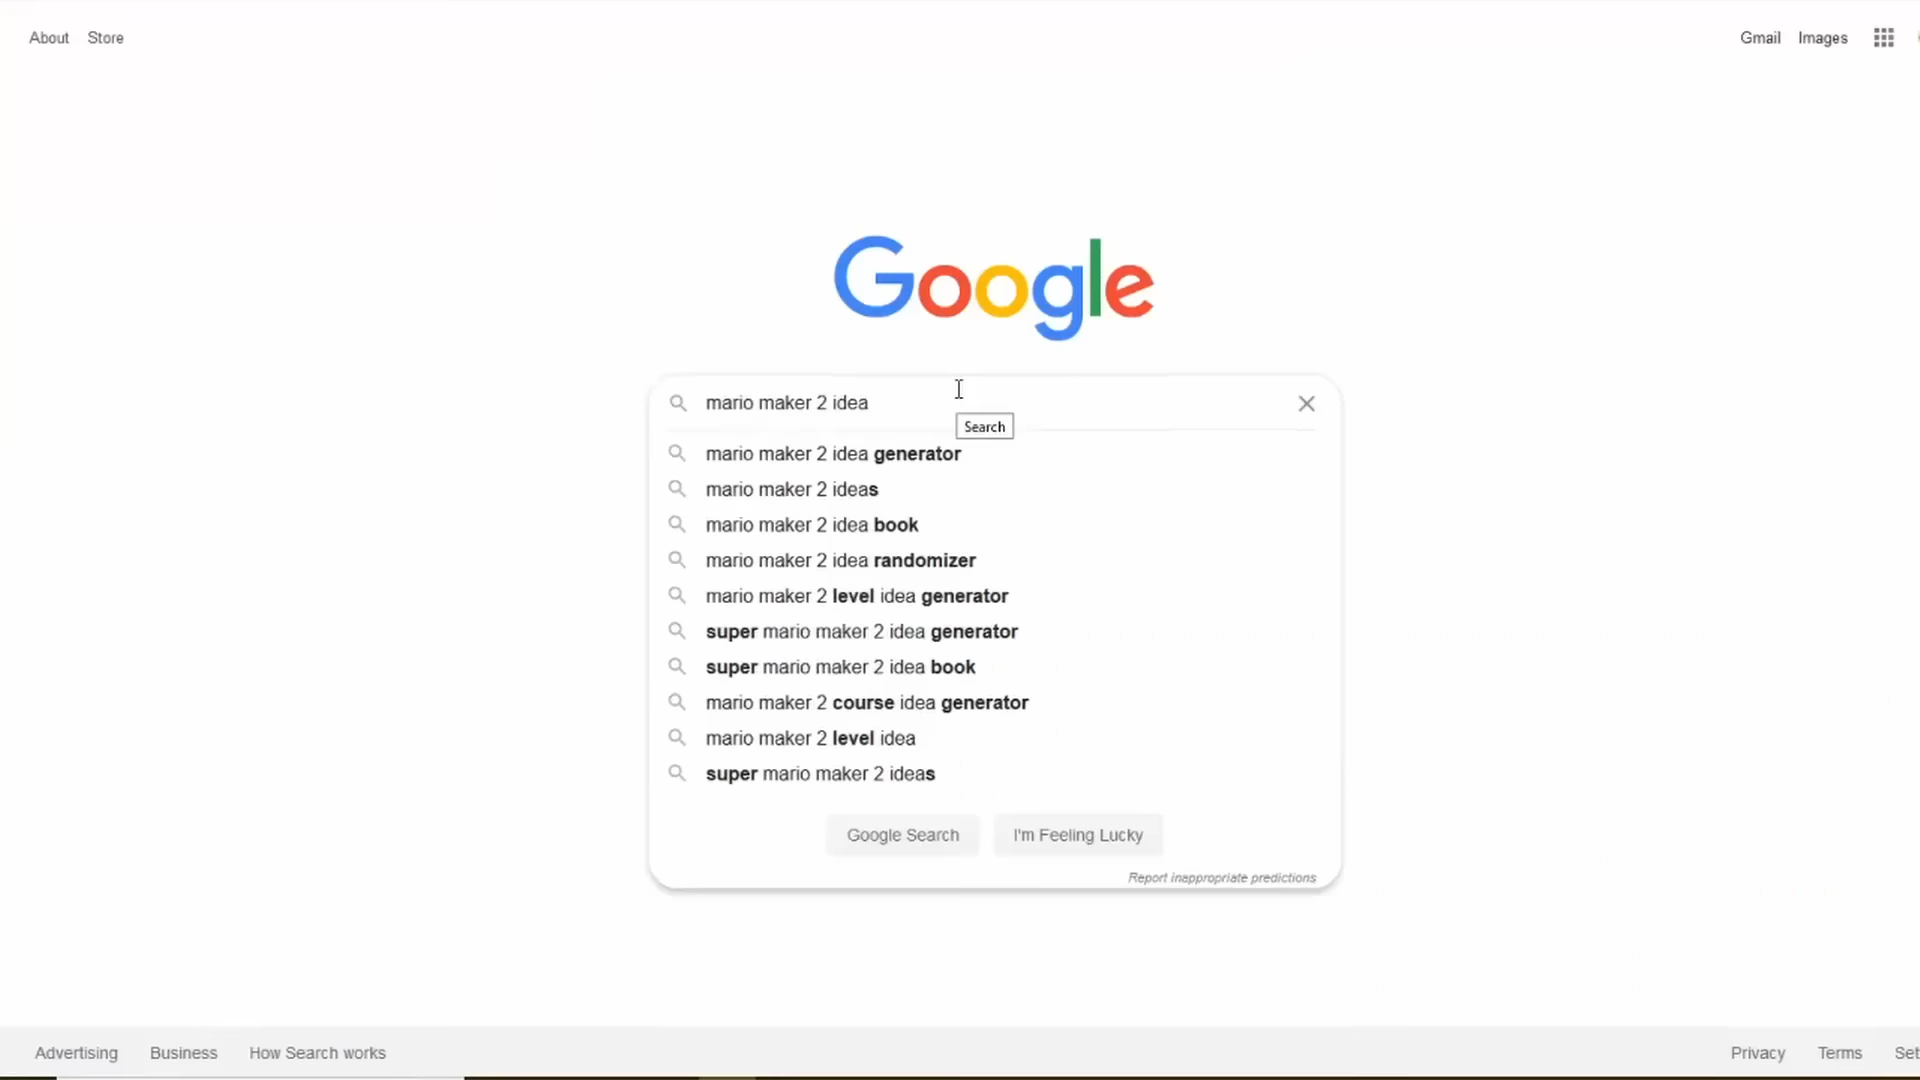 About Store
Gmail Images
Google
mario maker 2 idea
Search
mario maker 2 idea generator
mario maker 2 ideas
mario maker 2 idea book
mario maker 2 idea randomizer
mario maker 2 level idea generator
super mario maker 2 idea generator
super mario maker 2 idea book
mario maker 2 course idea generator
mario maker 2 level idea
super mario maker 2 ideas
Google Search I'm Feeling Lucky
Report inappropriate predictions
Advertising Business How Search works
Privacy Terms Set